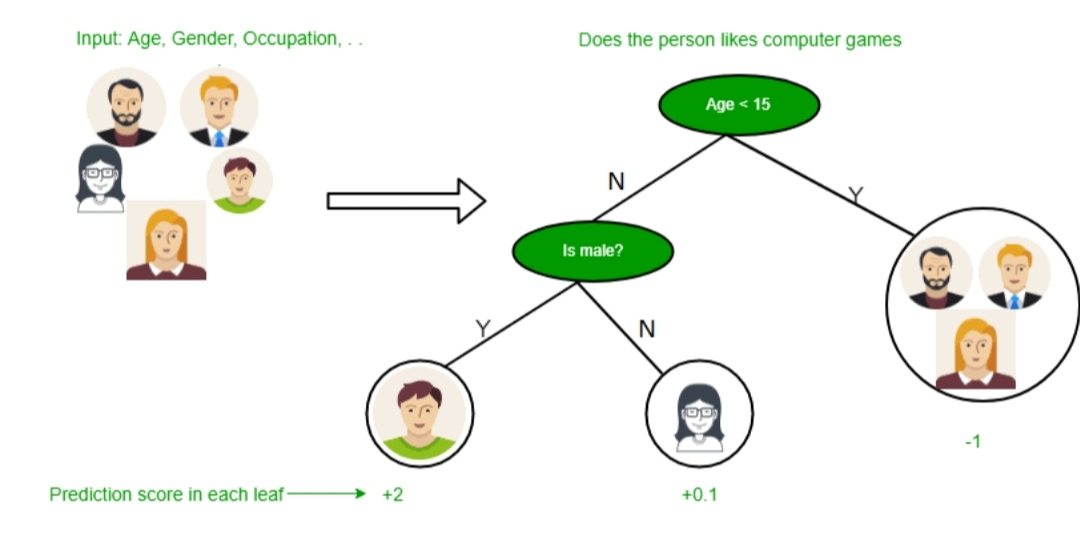 Input: Age, Gender, Occupation, . .
Does the person likes computer games
Age < 15
N
Y
Is male?
Y
N
-1
Prediction score in each leaf
+2
+0.1